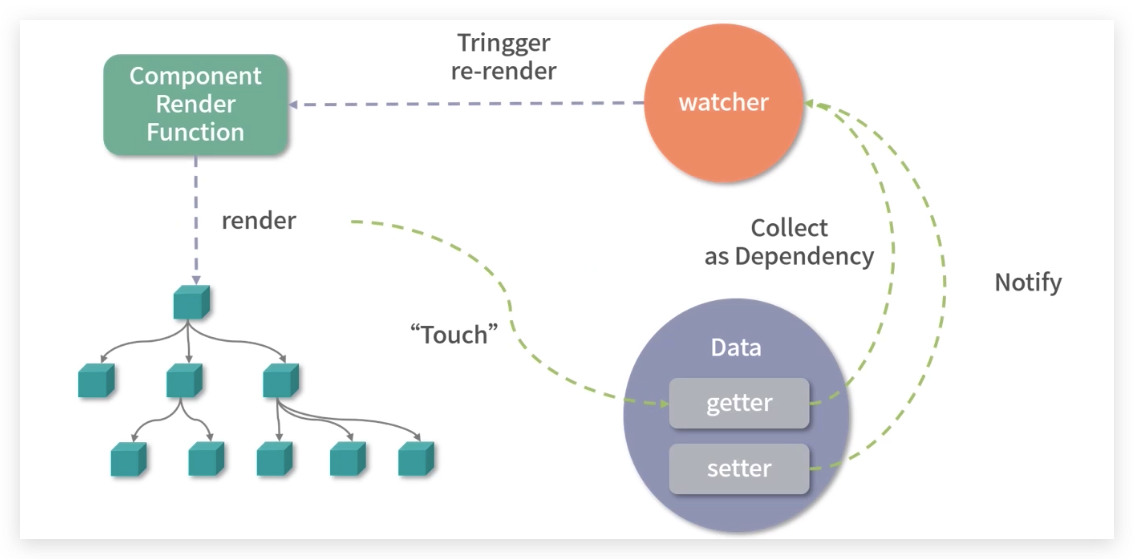 Tringger
re-render
Component
Render
Function
watcher
render
Collect
as Dependency
Notify
“Touch”
Data
getter
setter